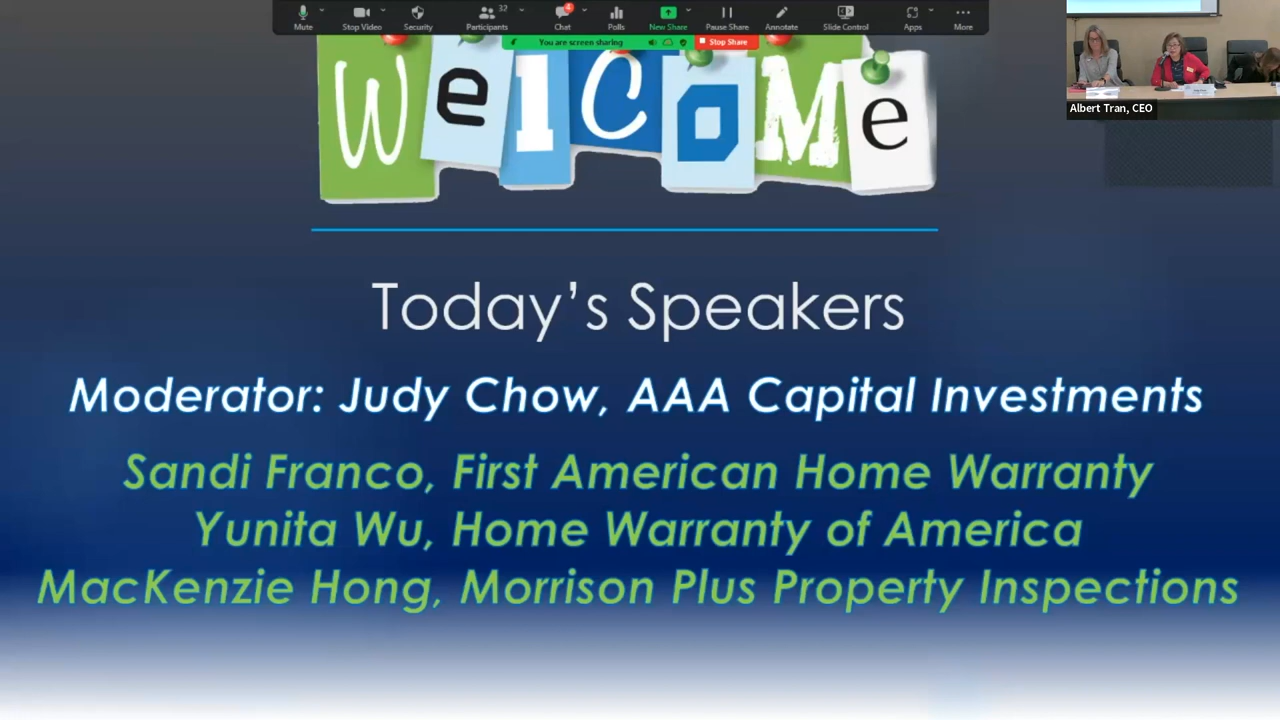 32
4
Mute
Stop Video
Security
Participants
Chat
Polls
New Share
Pause Share
Annotate
Slide Control
Apps
More
You are screen sharing
Stop Share
WelCoMe
Albert Tran, CEO
Today's Speakers
Moderator: Judy Chow, AAA Capital Investments
Sandi Franco, First American Home Warranty
Yunita Wu, Home Warranty of America
MacKenzie Hong, Morrison Plus Property Inspections